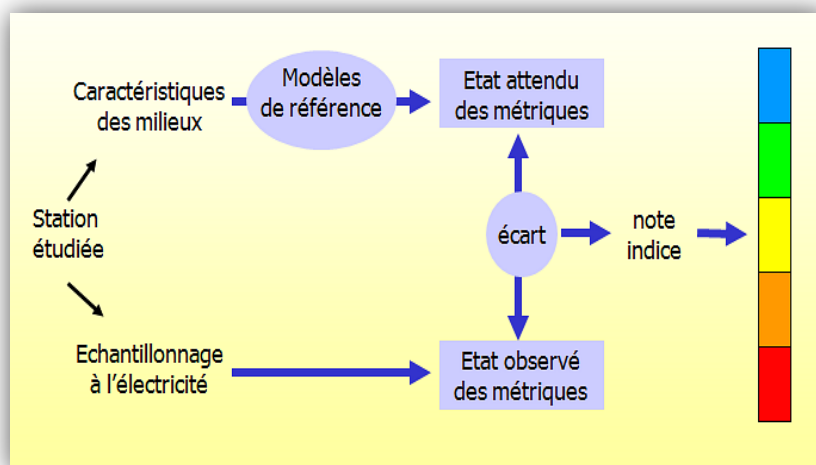 Caractéristiques
des milieux
Modèles
de référence
Etat attendu
des métriques
Station
étudiée
écart
note
indice
Echantillonnage
à l'électricité
Etat observé
des métriques